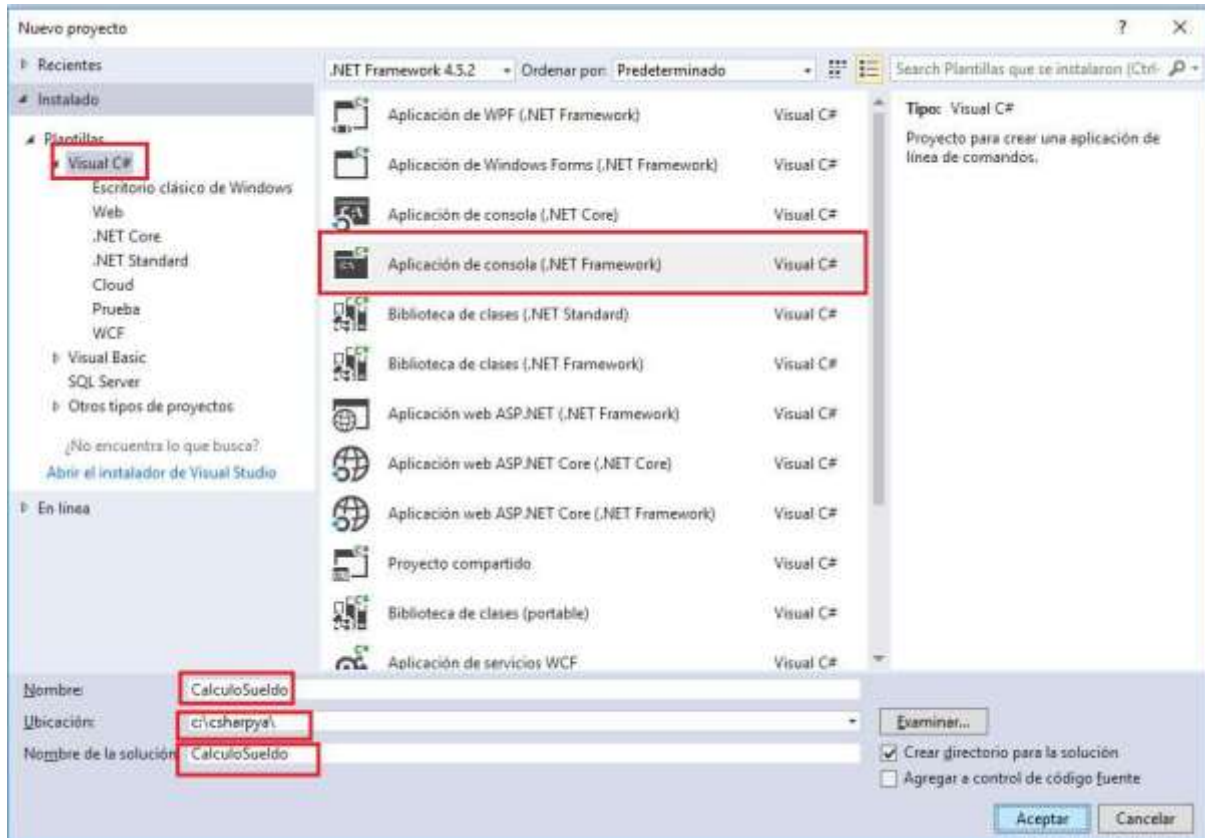 Nuevo proyecto
? ×
Recientes
Instalado
Plantillas
Visual C#
Escritorio clásico de Windows
Web
.NET Core
.NET Standard
Cloud
Prueba
WCF
Visual Basic
SQL Server
Otros tipos de proyectos
¿No encuentra lo que busca?
Abrir el instalador de Visual Studio
En línea
.NET Framework 4.5.2 Ordenar por: Predeterminado
Search Plantillas que se instalaron (Ctrl-
Aplicación de WPF (.NET Framework) Visual C#
Aplicación de Windows Forms (.NET Framework) Visual C#
Aplicación de consola (.NET Core) Visual C#
Aplicación de consola (.NET Framework) Visual C#
Biblioteca de clases (.NET Standard) Visual C#
Biblioteca de clases (.NET Framework) Visual C#
Aplicación web ASP.NET (.NET Framework) Visual C#
Aplicación web ASP.NET Core (.NET Core) Visual C#
Aplicación web ASP.NET Core (.NET Framework) Visual C#
Proyecto compartido Visual C#
Biblioteca de clases (portable) Visual C#
Aplicación de servicios WCF Visual C#
Tipo: Visual C#
Proyecto para crear una aplicación de
línea de comandos.
Nombre: CalculoSueldo
Ubicación: c:\csharpya\
Nombre de la solución: CalculoSueldo
Examinar...
Crear directorio para la solución
Agregar a control de código fuente
Aceptar Cancelar